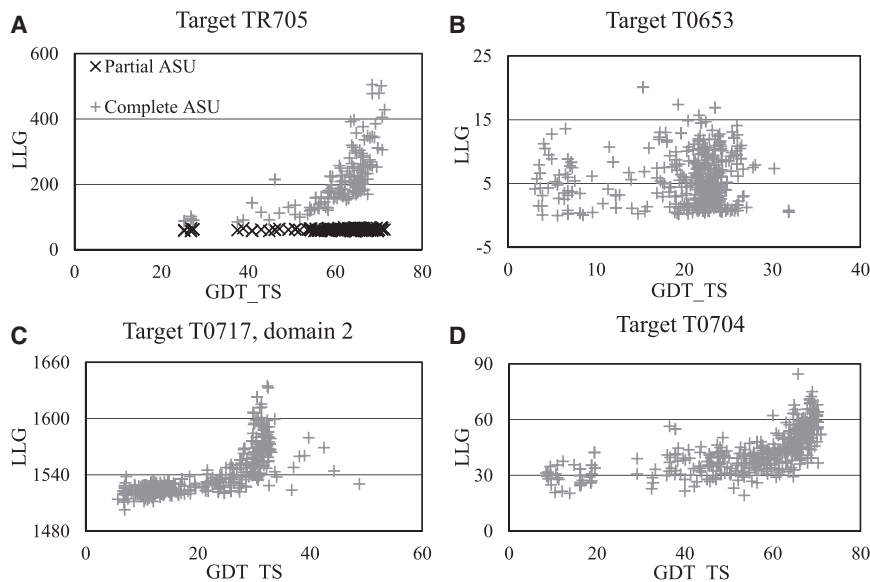 A
Target TR705
600
400
200
0
LLG
× Partial ASU
+ Complete ASU
0 20 40 60 80
GDT_TS
B
Target T0653
25
15
5
-5
LLG
0 10 20 30 40
GDT_TS
C
Target T0717, domain 2
1660
1600
1540
1480
LLG
0 20 40 60
GDT_TS
D
Target T0704
90
60
30
0
LLG
0 20 40 60 80
GDT_TS